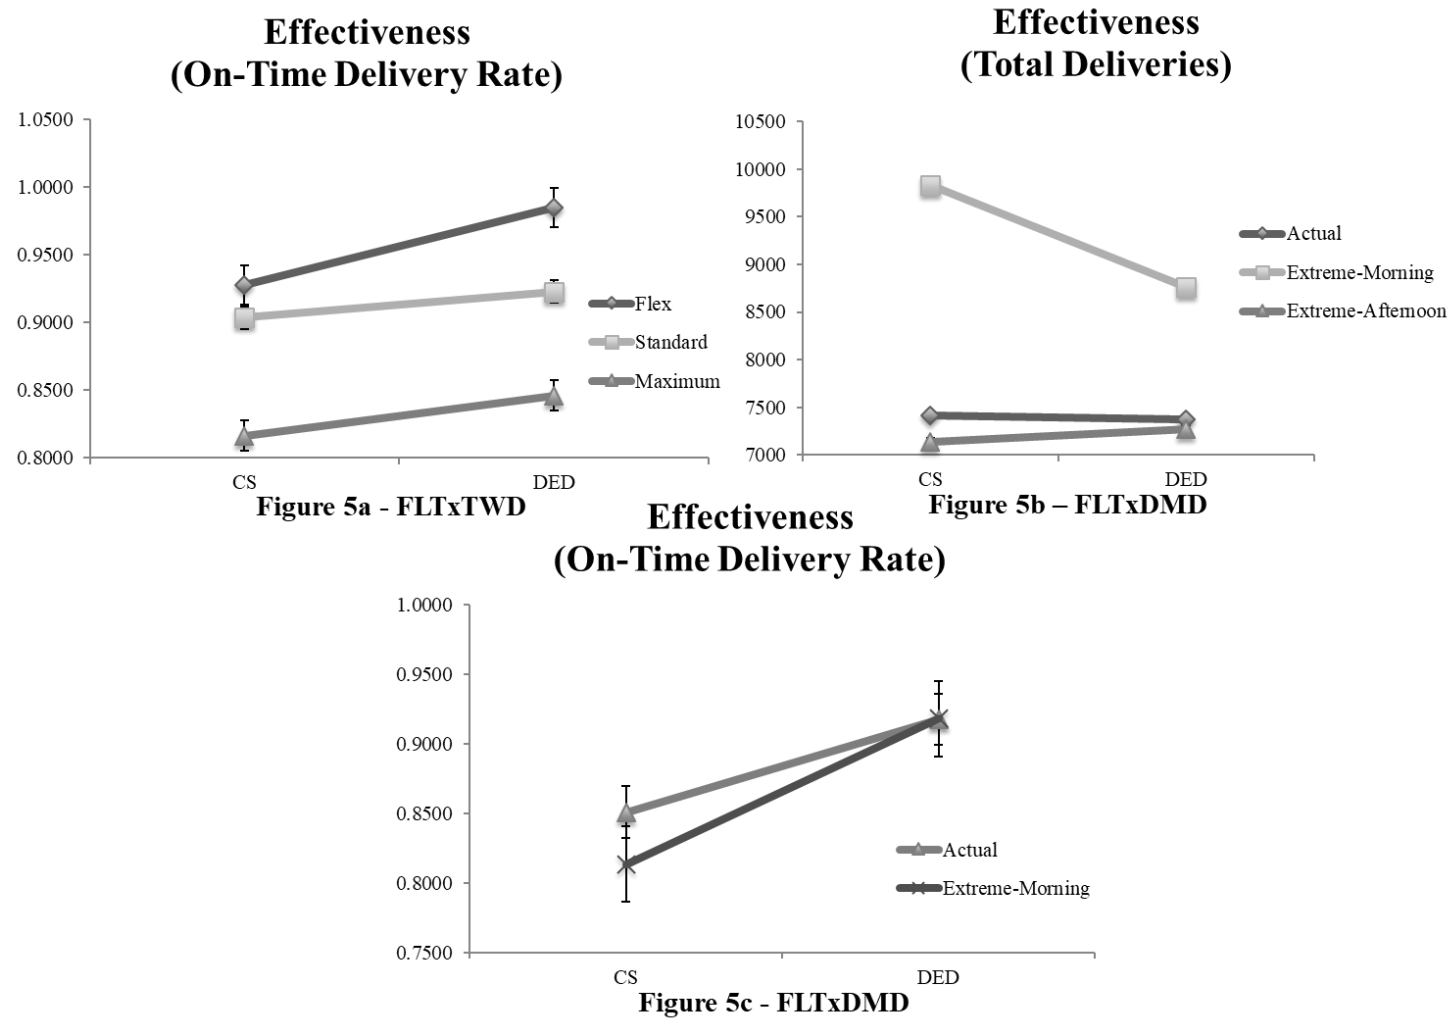 Effectiveness
(On-Time Delivery Rate)
1.0500
1.0000
0.9500
0.9000
0.8500
0.8000
CS
DED
Flex
Standard
Maximum
Figure 5a - FLTxTWD
Effectiveness
(Total Deliveries)
10500
10000
9500
9000
8500
8000
7500
7000
CS
DED
Actual
Extreme-Morning
Extreme-Afternoon
Figure 5b – FLTxDMD
Effectiveness
(On-Time Delivery Rate)
1.0000
0.9500
0.9000
0.8500
0.8000
0.7500
CS
DED
Actual
Extreme-Morning
Figure 5c - FLTxDMD